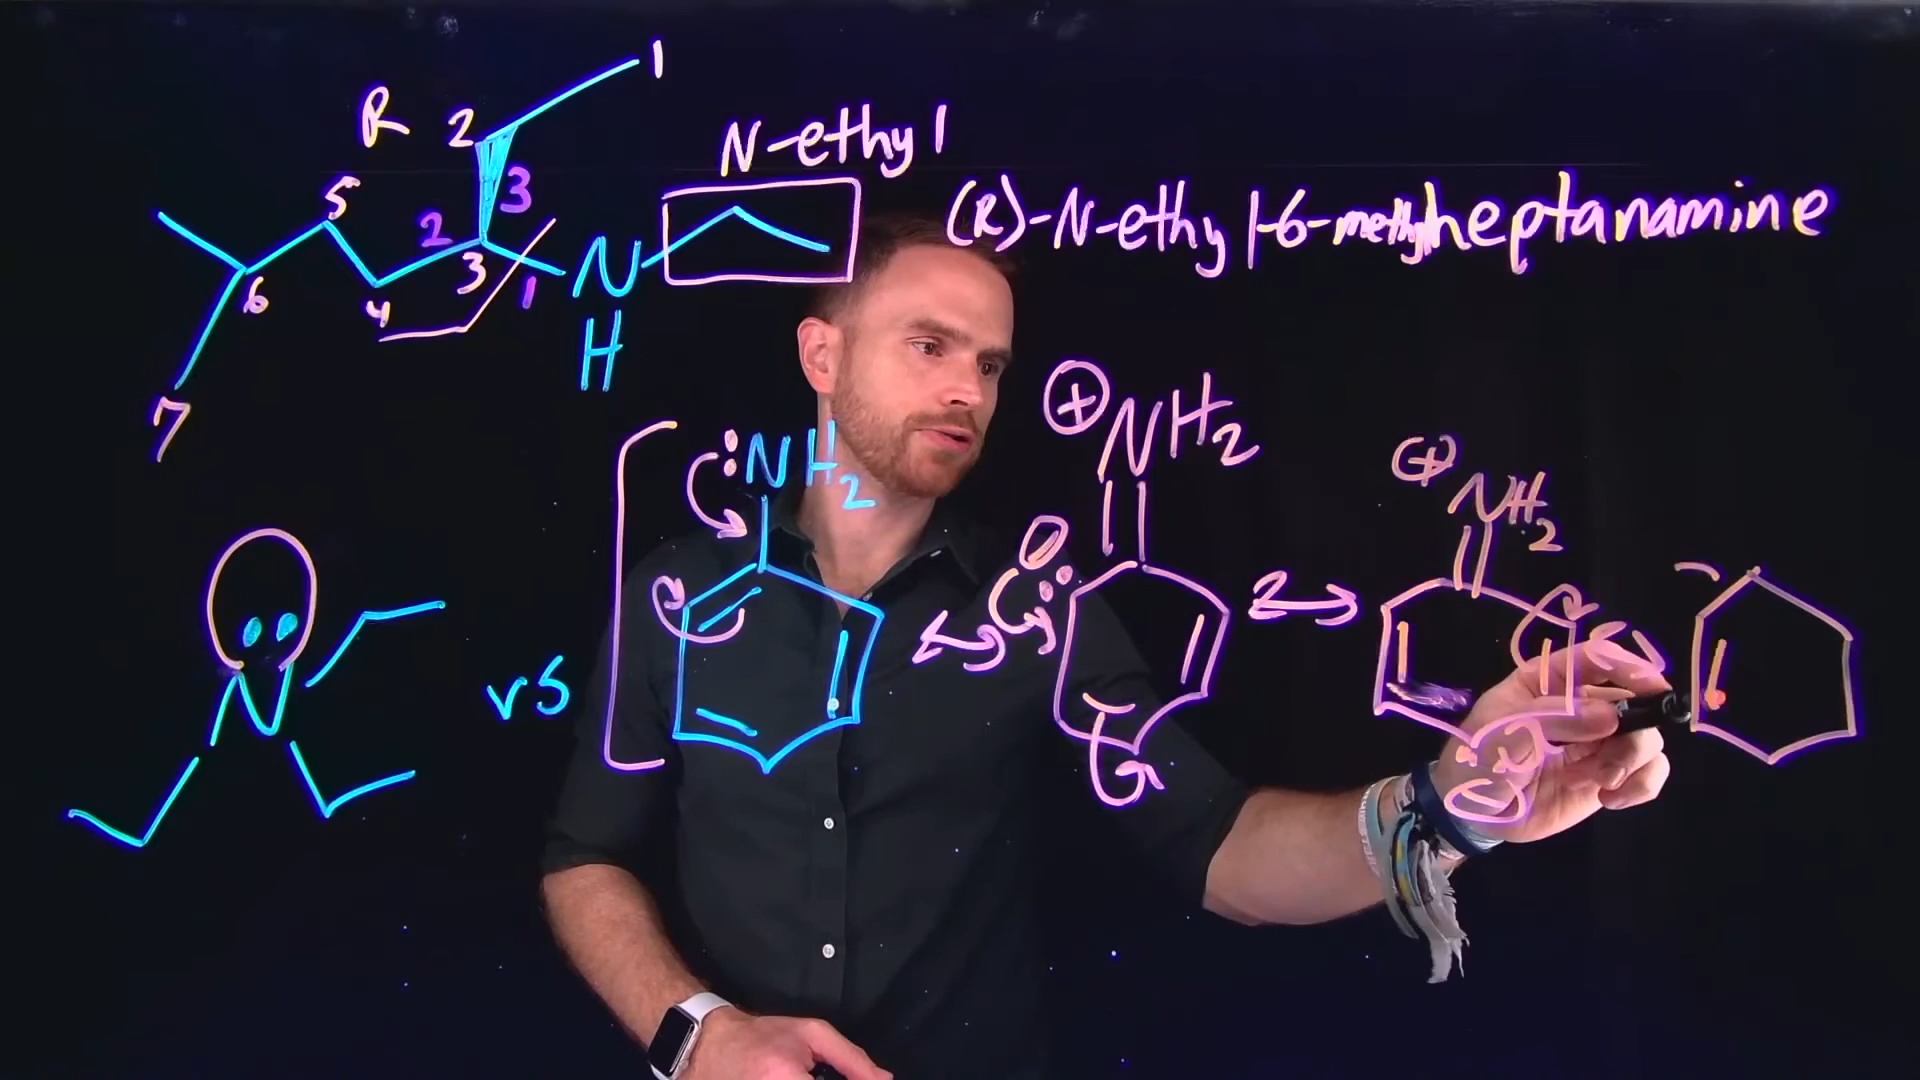 1
R
2
N-ethyl
5
3
(R)-N-ethyl-6-methylheptanamine
2
3
N
6
4
1
H
7
⊕NH2
:NH2
(+)NH2
N
vs